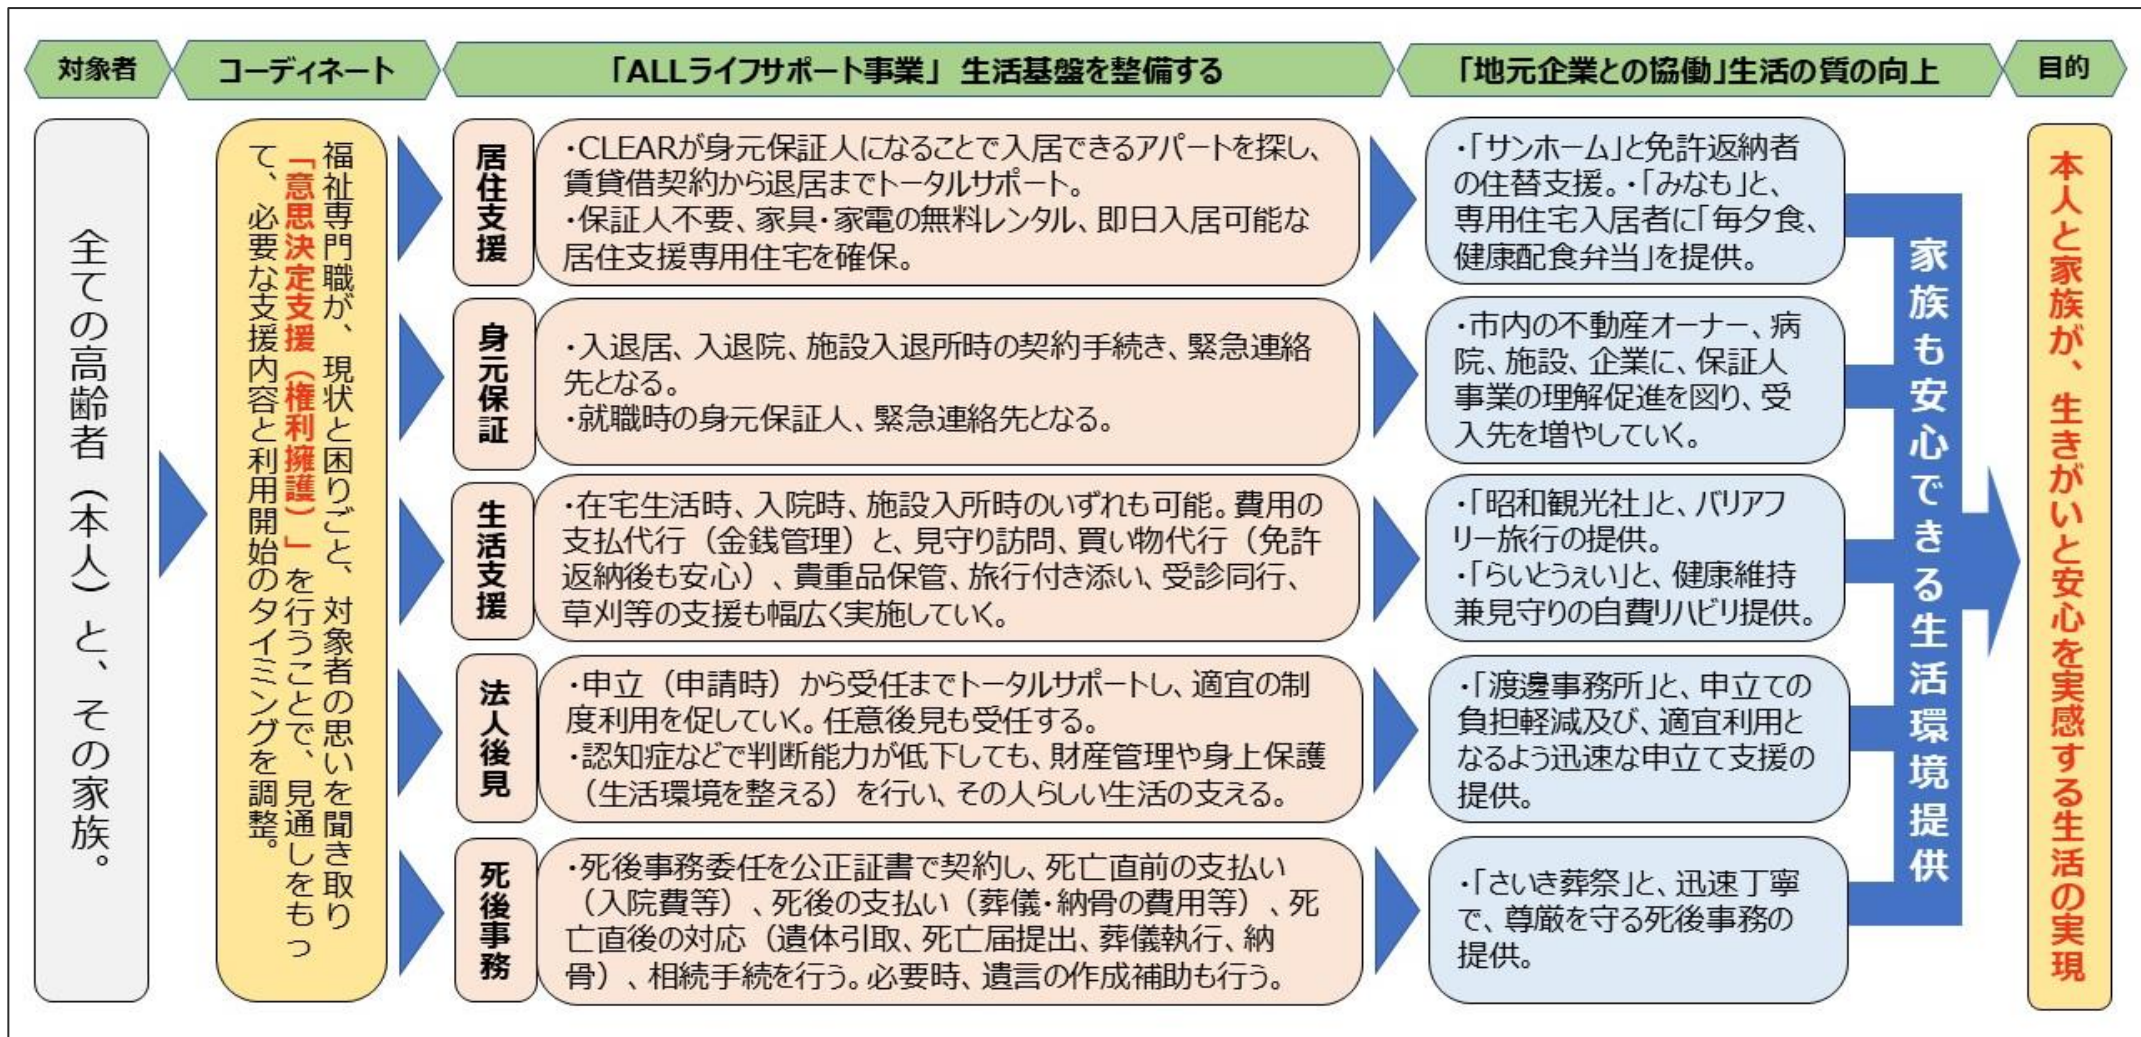 対象者
コーディネート
「ALLライフサポート事業」 生活基盤を整備する
「地元企業との協働」生活の質の向上
目的
全ての高齢者（本人）と、その家族。
福祉専門職が、現状と困りごと、対象者の思いを聞き取り
「意思決定支援（権利擁護）」を行うことで、見通しをもっ
て、必要な支援内容と利用開始のタイミングを調整。
居住支援
・CLEARが身元保証人になることで入居できるアパートを探し、
賃貸借契約から退居までトータルサポート。
・保証人不要、家具・家電の無料レンタル、即日入居可能な
居住支援専用住宅を確保。
・「サンホーム」と免許返納者
の住替支援。・「みなも」と、
専用住宅入居者に「毎夕食、
健康配食弁当」を提供。
身元保証
・入退居、入退院、施設入退所時の契約手続き、緊急連絡
先となる。
・就職時の身元保証人、緊急連絡先となる。
・市内の不動産オーナー、病
院、施設、企業に、保証人
事業の理解促進を図り、受
入先を増やしていく。
生活支援
・在宅生活時、入院時、施設入所時のいずれも可能。費用の
支払代行（金銭管理）と、見守り訪問、買い物代行（免許
返納後も安心）、貴重品保管、旅行付き添い、受診同行、
草刈等の支援も幅広く実施していく。
・「昭和観光社」と、バリアフ
リー旅行の提供。
・「らいとうぇい」と、健康維持
兼見守りの自費リハビリ提供。
法人後見
・申立（申請時）から受任までトータルサポートし、適宜の制
度利用を促していく。任意後見も受任する。
・認知症などで判断能力が低下しても、財産管理や身上保護
（生活環境を整える）を行い、その人らしい生活の支える。
・「渡邊事務所」と、申立ての
負担軽減及び、適宜利用と
なるよう迅速な申立て支援の
提供。
死後事務
・死後事務委任を公正証書で契約し、死亡直前の支払い
（入院費等）、死後の支払い（葬儀・納骨の費用等）、死
亡直後の対応（遺体引取、死亡届提出、葬儀執行、納
骨）、相続手続を行う。必要時、遺言の作成補助も行う。
・「さいき葬祭」と、迅速丁寧
で、尊厳を守る死後事務の
提供。
家族も安心できる生活環境提供
本人と家族が、生きがいと安心を実感する生活の実現